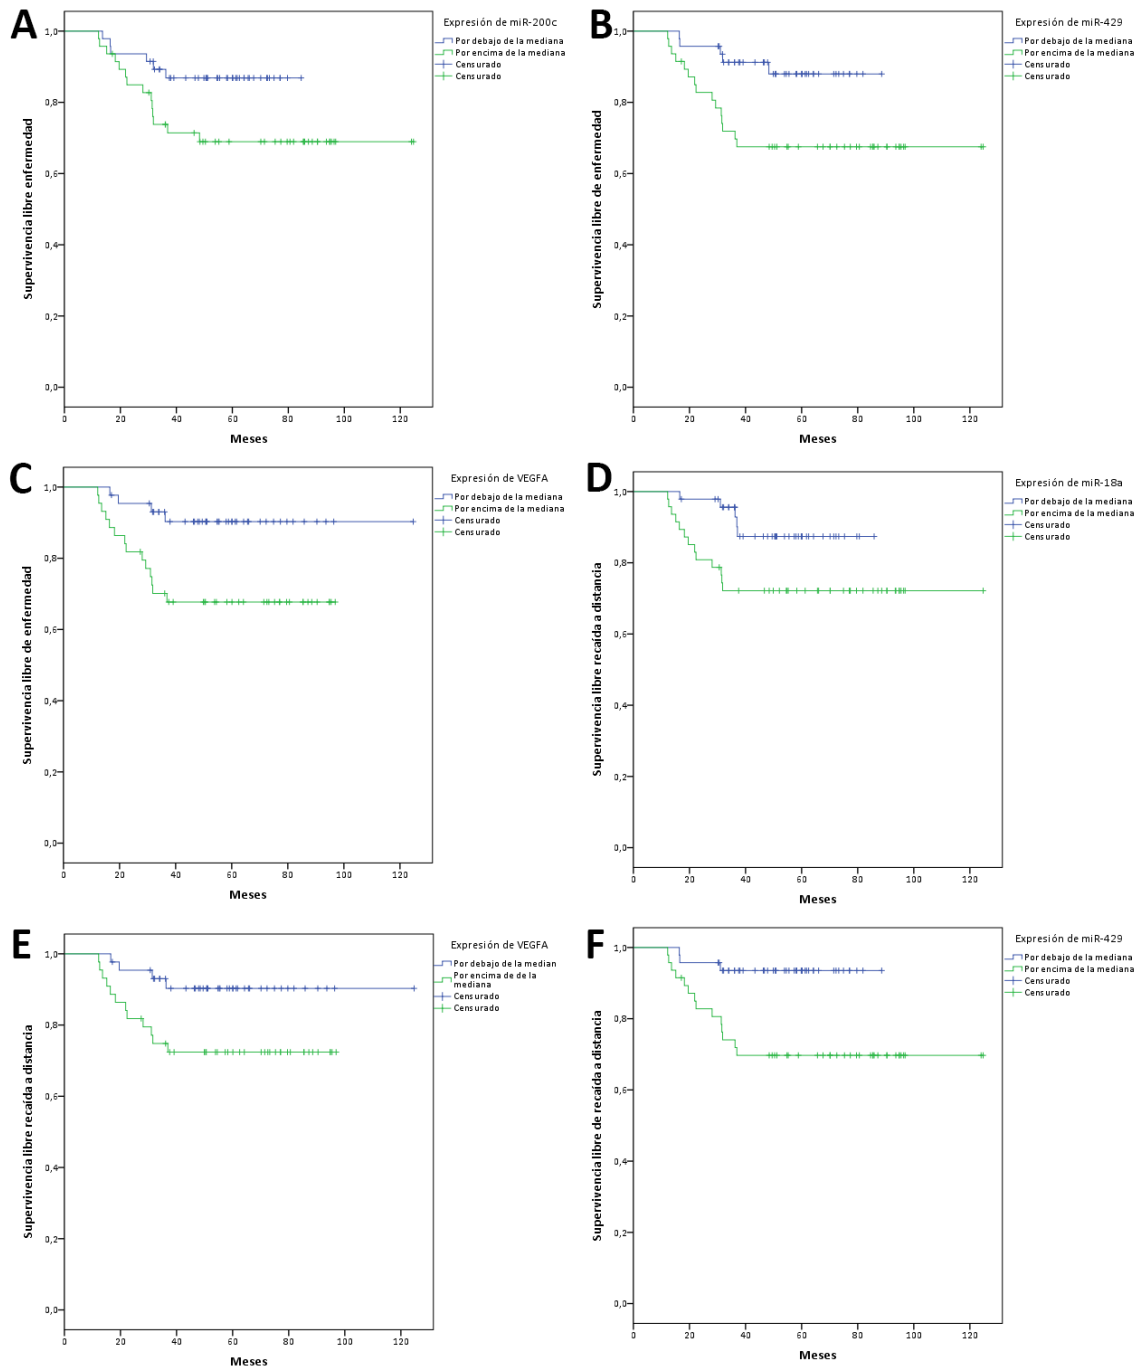 A
Expresión de miR-200c
Por debajo de la mediana
Por encima de la mediana
Censurado
Censurado
Supervivencia libre enfermedad
1,0
0,8
0,6
0,4
0,2
0,0
0 20 40 60 80 100 120
Meses
B
Expresión de miR-429
Por debajo de la mediana
Por encima de la mediana
Censurado
Censurado
Supervivencia libre de enfermedad
1,0
0,8
0,6
0,4
0,2
0,0
0 20 40 60 80 100 120
Meses
C
Expresión de VEGFA
Por debajo de la mediana
Por encima de la mediana
Censurado
Censurado
Supervivencia libre de enfermedad
1,0
0,8
0,6
0,4
0,2
0,0
0 20 40 60 80 100 120
Meses
D
Expresión de miR-18a
Por debajo de la mediana
Por encima de la mediana
Censurado
Censurado
Supervivencia libre recaída a distancia
1,0
0,8
0,6
0,4
0,2
0,0
0 20 40 60 80 100 120
Meses
E
Expresión de VEGFA
Por debajo de la median
Por encima de de la
mediana
Censurado
Censurado
Supervivencia libre recaída a distancia
1,0
0,8
0,6
0,4
0,2
0,0
0 20 40 60 80 100 120
Meses
F
Expresión de miR-429
Por debajo de la mediana
Por encima de la mediana
Censurado
Censurado
Supervivencia libre de recaída a distancia
1,0
0,8
0,6
0,4
0,2
0,0
0 20 40 60 80 100 120
Meses